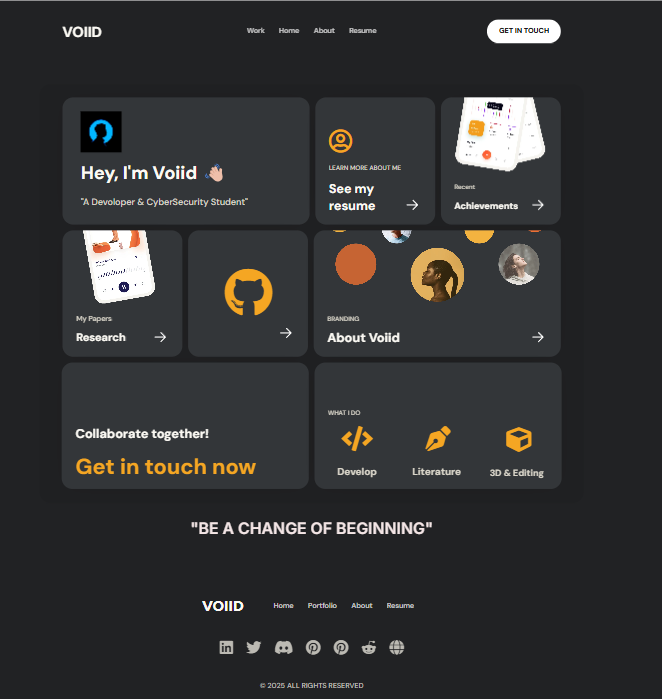 VOIID
Work Home About Resume
GET IN TOUCH
Hey, I'm Voiid
"A Devoloper & CyberSecurity Student"
LEARN MORE ABOUT ME
See my
resume
Recent
Achievements
My Papers
Research
BRANDING
About Voiid
Collaborate together!
Get in touch now
WHAT I DO
Develop
Literature
3D & Editing
"BE A CHANGE OF BEGINNING"
VOIID
Home Portfolio About Resume
© 2025 ALL RIGHTS RESERVED